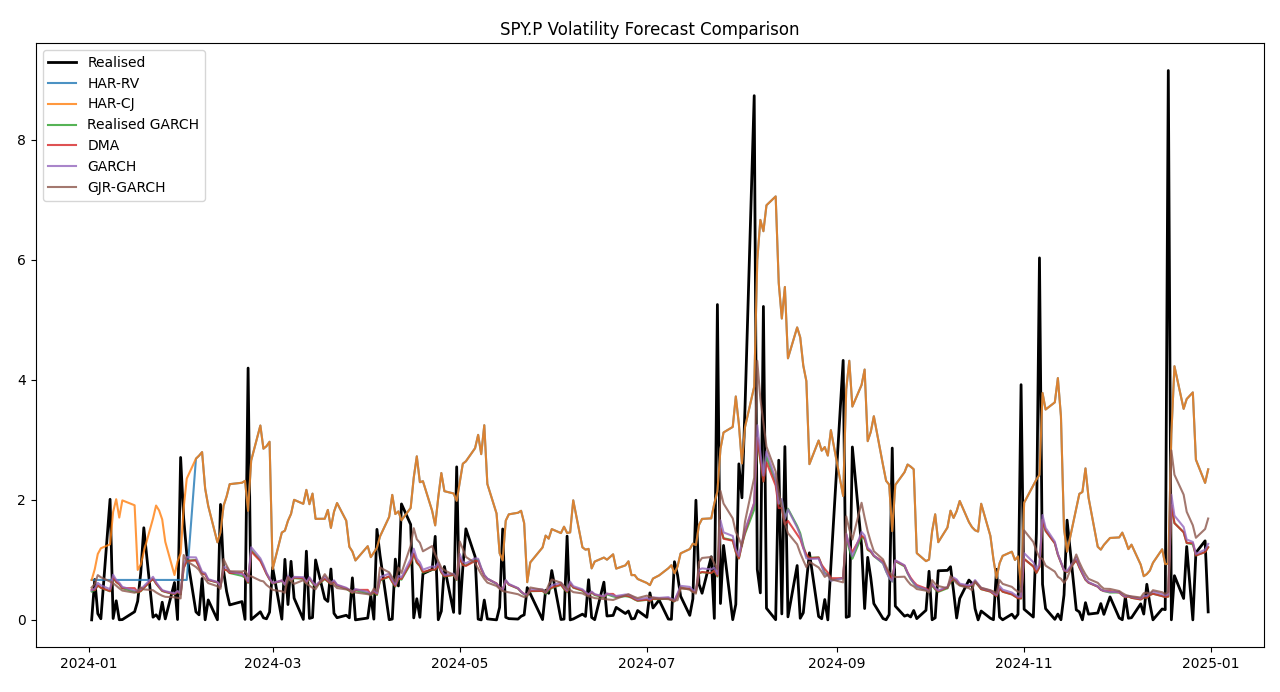 SPY.P Volatility Forecast Comparison
Realised
HAR-RV
HAR-CJ
Realised GARCH
DMA
GARCH
GJR-GARCH
8
6
4
2
0
2024-01
2024-03
2024-05
2024-07
2024-09
2024-11
2025-01